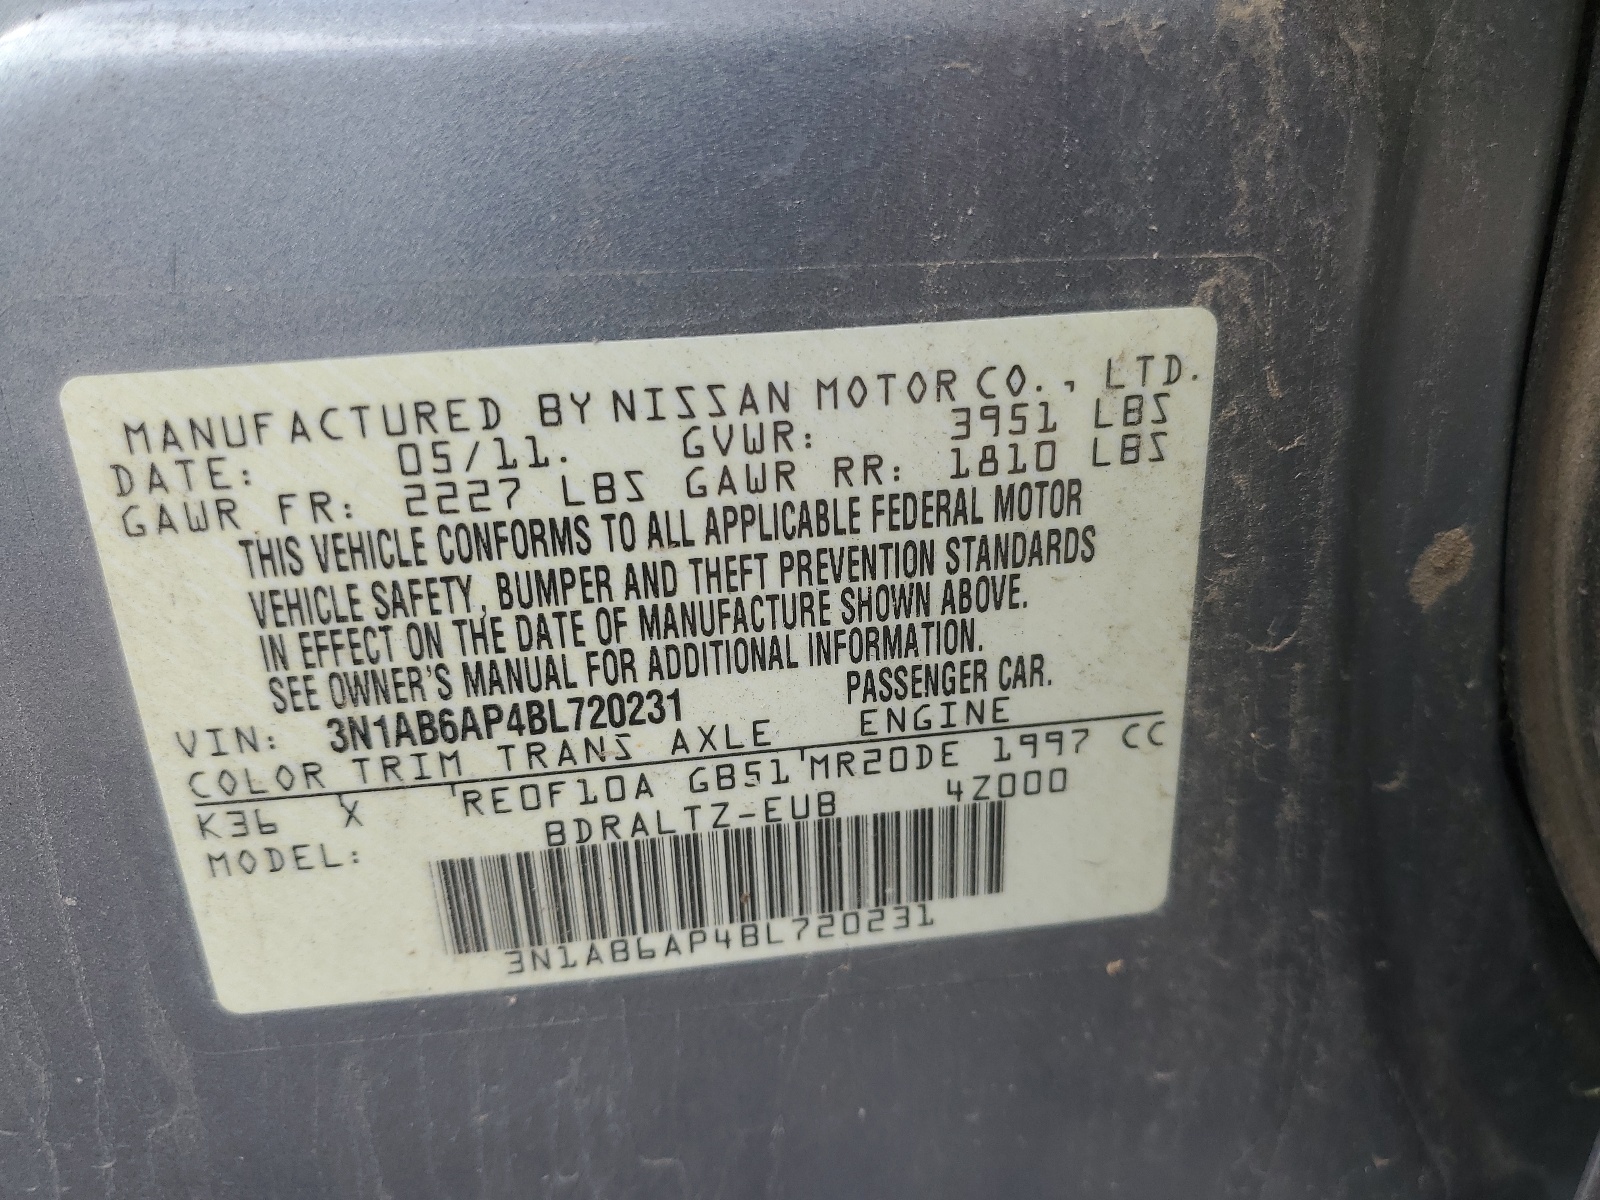 MANUFACTURED BY NISSAN MOTOR CO., LTD.
DATE: 05/11. GVWR: 3951 LBS
GAWR FR: 2227 LBS GAWR RR: 1810 LBS
THIS VEHICLE CONFORMS TO ALL APPLICABLE FEDERAL MOTOR
VEHICLE SAFETY, BUMPER AND THEFT PREVENTION STANDARDS
IN EFFECT ON THE DATE OF MANUFACTURE SHOWN ABOVE.
SEE OWNER'S MANUAL FOR ADDITIONAL INFORMATION.
VIN: 3N1AB6AP4BL720231 PASSENGER CAR.
COLOR TRIM TRANS AXLE ENGINE
K36 X RE0F10A GB51 MR20DE 1997 CC
MODEL: BDRALTZ-EUB 4Z000
3N1AB6AP4BL720231